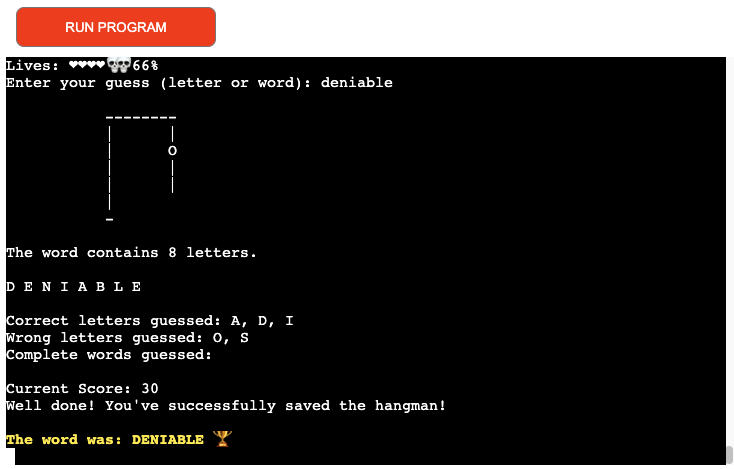 RUN PROGRAM
Lives: ❤❤❤❤💀💀66%
Enter your guess (letter or word): deniable
--------
|      |
|      O
|      |
|      |
|
-
The word contains 8 letters.
D E N I A B L E
Correct letters guessed: A, D, I
Wrong letters guessed: O, S
Complete words guessed:
Current Score: 30
Well done! You've successfully saved the hangman!
The word was: DENIABLE 🏆